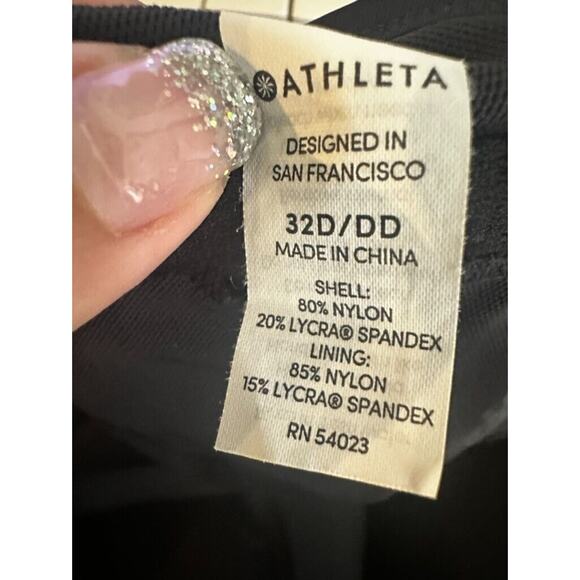 ATHLETA
DESIGNED IN
SAN FRANCISCO
32D/DD
MADE IN CHINA
SHELL:
80% NYLON
20% LYCRA® SPANDEX
LINING:
85% NYLON
15% LYCRA® SPANDEX
RN 54023